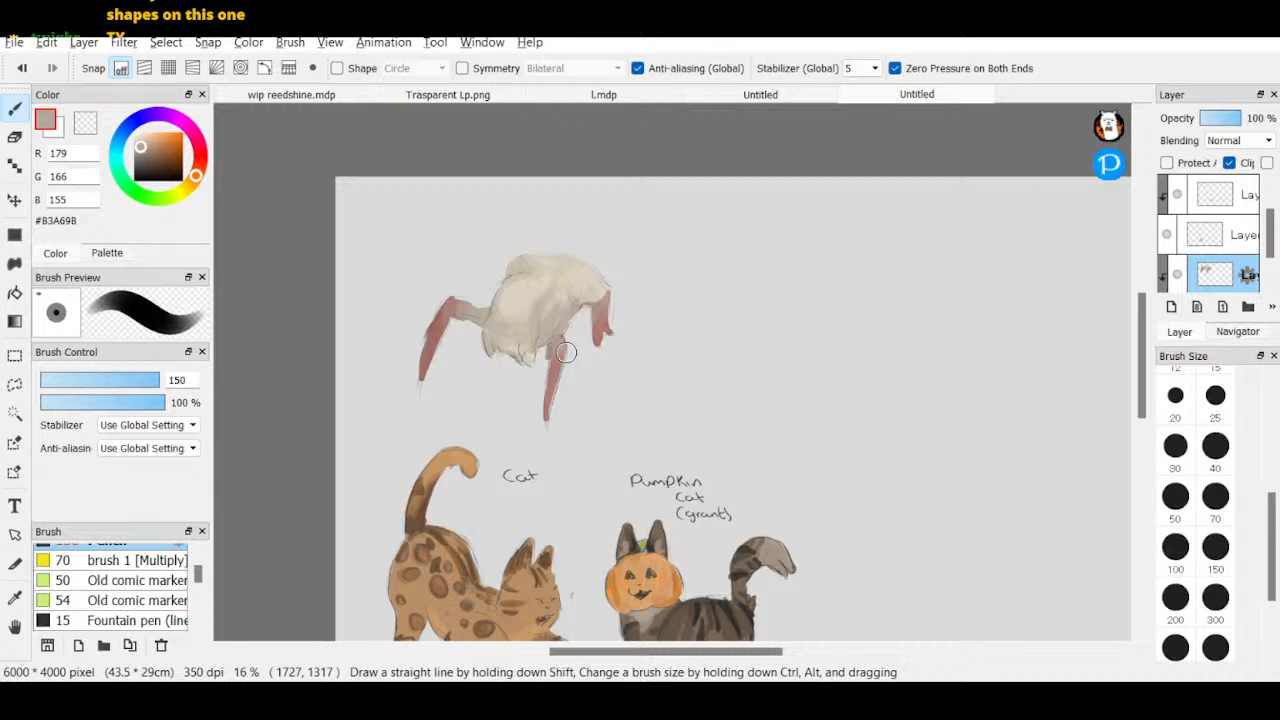 shapes on this one
File Edit Layer Filter Select Snap Color Brush View Animation Tool Window Help
Snap off Shape Circle Symmetry Bilateral Anti-aliasing (Global) Stabilizer (Global) 5 Zero Pressure on Both Ends
Color
wip reedshine.mdp Trasparent Lp.png l.mdp Untitled Untitled
Layer
Opacity 100 %
Blending Normal
Protect Clip
R 179
G 166
B 155
#B3A69B
Color Palette
Brush Preview
Brush Control
150
100 %
Stabilizer Use Global Setting
Anti-aliasin Use Global Setting
Brush
70 brush 1 [Multiply]
50 Old comic marker
54 Old comic marker
15 Fountain pen (line
Cat
Pumpkin
Cat
(grant)
P
Lay
Layer
Lay
Layer Navigator
Brush Size
12 15
20 25
30 40
50 70
100 150
200 300
6000 * 4000 pixel (43.5 * 29cm) 350 dpi 16 % (1727, 1317) Draw a straight line by holding down Shift, Change a brush size by holding down Ctrl, Alt, and dragging